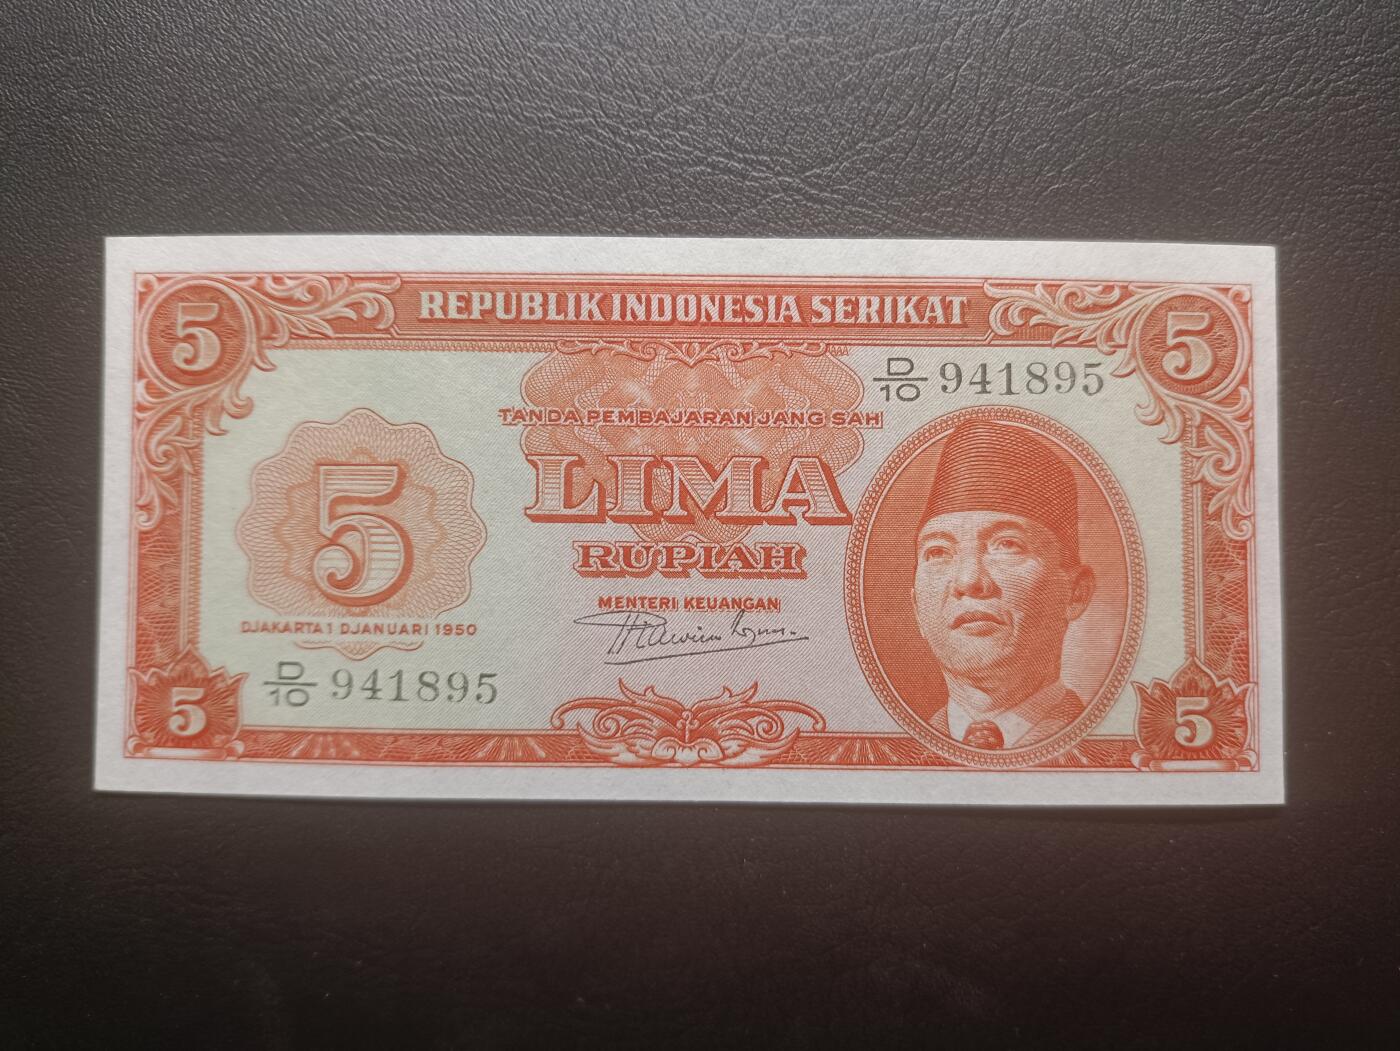 5
REPUBLIK INDONESIA SERIKAT
5
D/10 941895
TANDA PEMBAJARAN JANG SAH
LIMA
RUPIAH
5
MENTERI KEUANGAN
DJAKARTA 1 DJANUARI 1950
D/10 941895
5
5